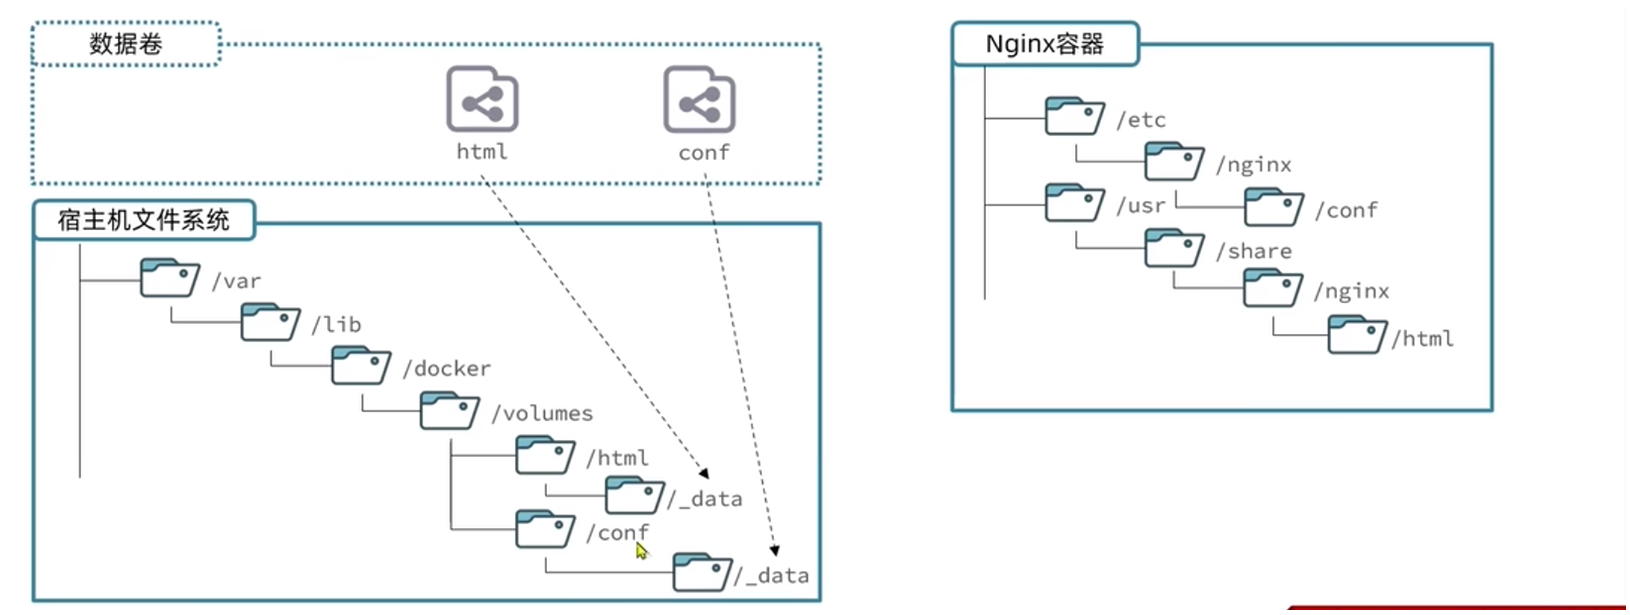 数据卷
html
conf
宿主机文件系统
/var
/lib
/docker
/volumes
/html
/_data
/conf
/_data
Nginx容器
/etc
/nginx
/conf
/usr
/share
/nginx
/html